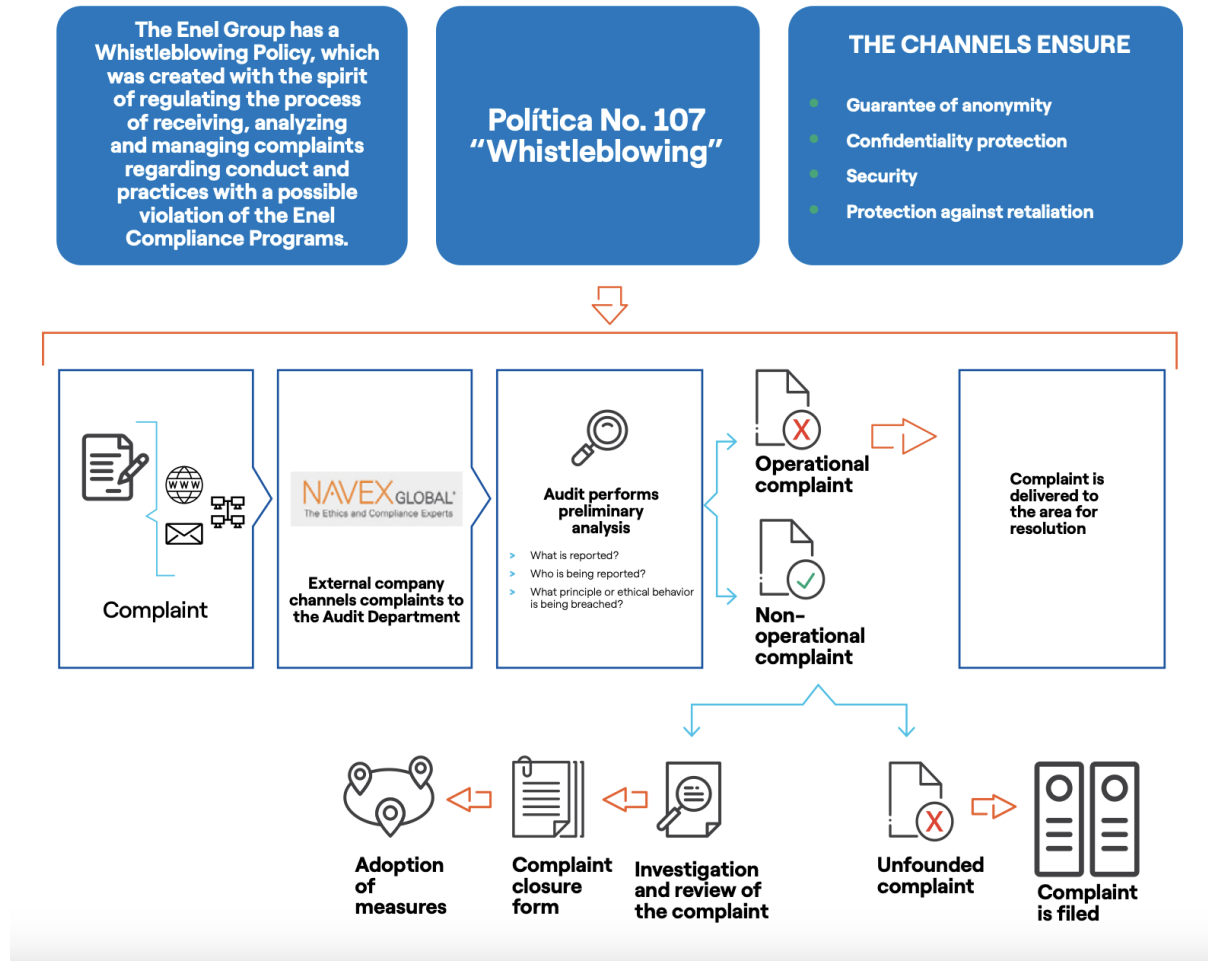 The Enel Group has a
Whistleblowing Policy, which
was created with the spirit
of regulating the process
of receiving, analyzing
and managing complaints
regarding conduct and
practices with a possible
violation of the Enel
Compliance Programs.
Política No. 107
“Whistleblowing”
THE CHANNELS ENSURE
Guarantee of anonymity
Confidentiality protection
Security
Protection against retaliation
WWW
Complaint
NAVEX GLOBAL®
The Ethics and Compliance Experts
External company
channels complaints to
the Audit Department
Audit performs
preliminary
analysis
> What is reported?
> Who is being reported?
> What principle or ethical behavior
is being breached?
X
Operational
complaint
Non-
operational
complaint
Complaint is
delivered to
the area for
resolution
Adoption
of
measures
Complaint
closure
form
Investigation
and review of
the complaint
X
Unfounded
complaint
Complaint
is filed